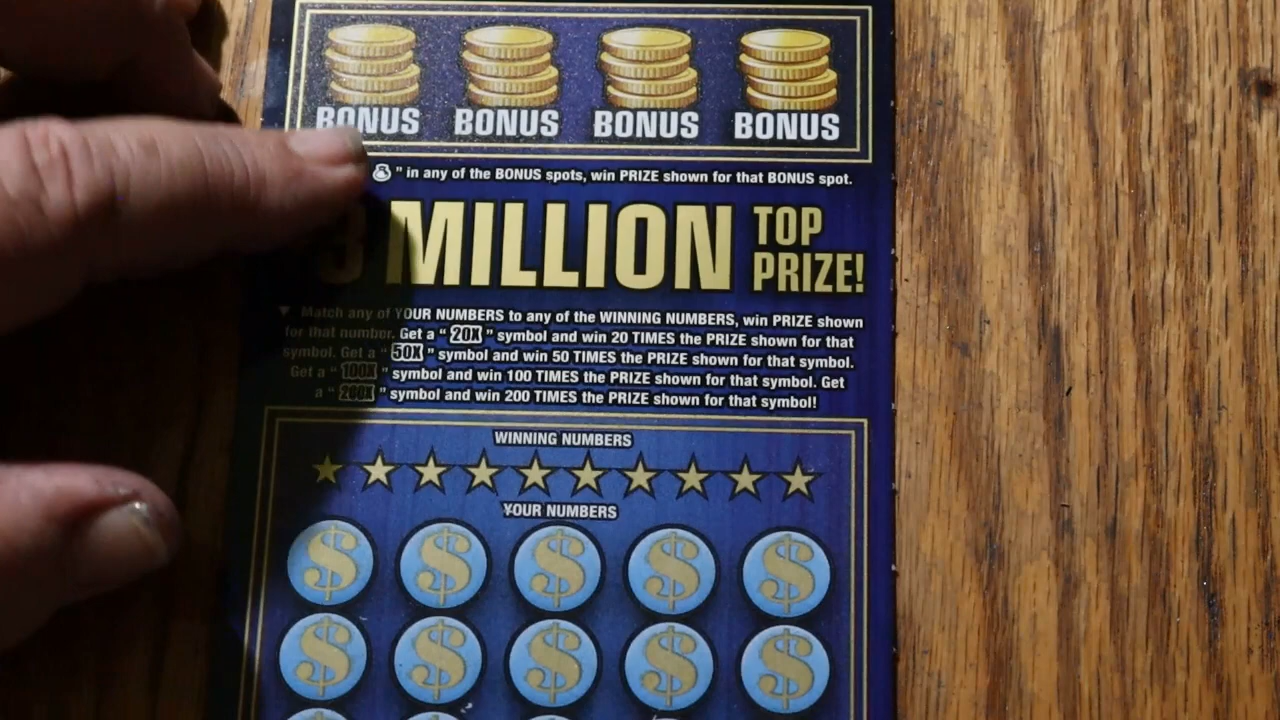 BONUS BONUS BONUS BONUS
" in any of the BONUS spots, win PRIZE shown for that BONUS spot.
$3 MILLION TOP PRIZE!
Match any of YOUR NUMBERS to any of the WINNING NUMBERS, win PRIZE shown
for that number. Get a " 20X " symbol and win 20 TIMES the PRIZE shown for that
symbol. Get a " 50X " symbol and win 50 TIMES the PRIZE shown for that symbol.
Get a " 100X " symbol and win 100 TIMES the PRIZE shown for that symbol. Get
a " 200X " symbol and win 200 TIMES the PRIZE shown for that symbol!
WINNING NUMBERS
YOUR NUMBERS
$ $ $ $ $
$ $ $ $ $